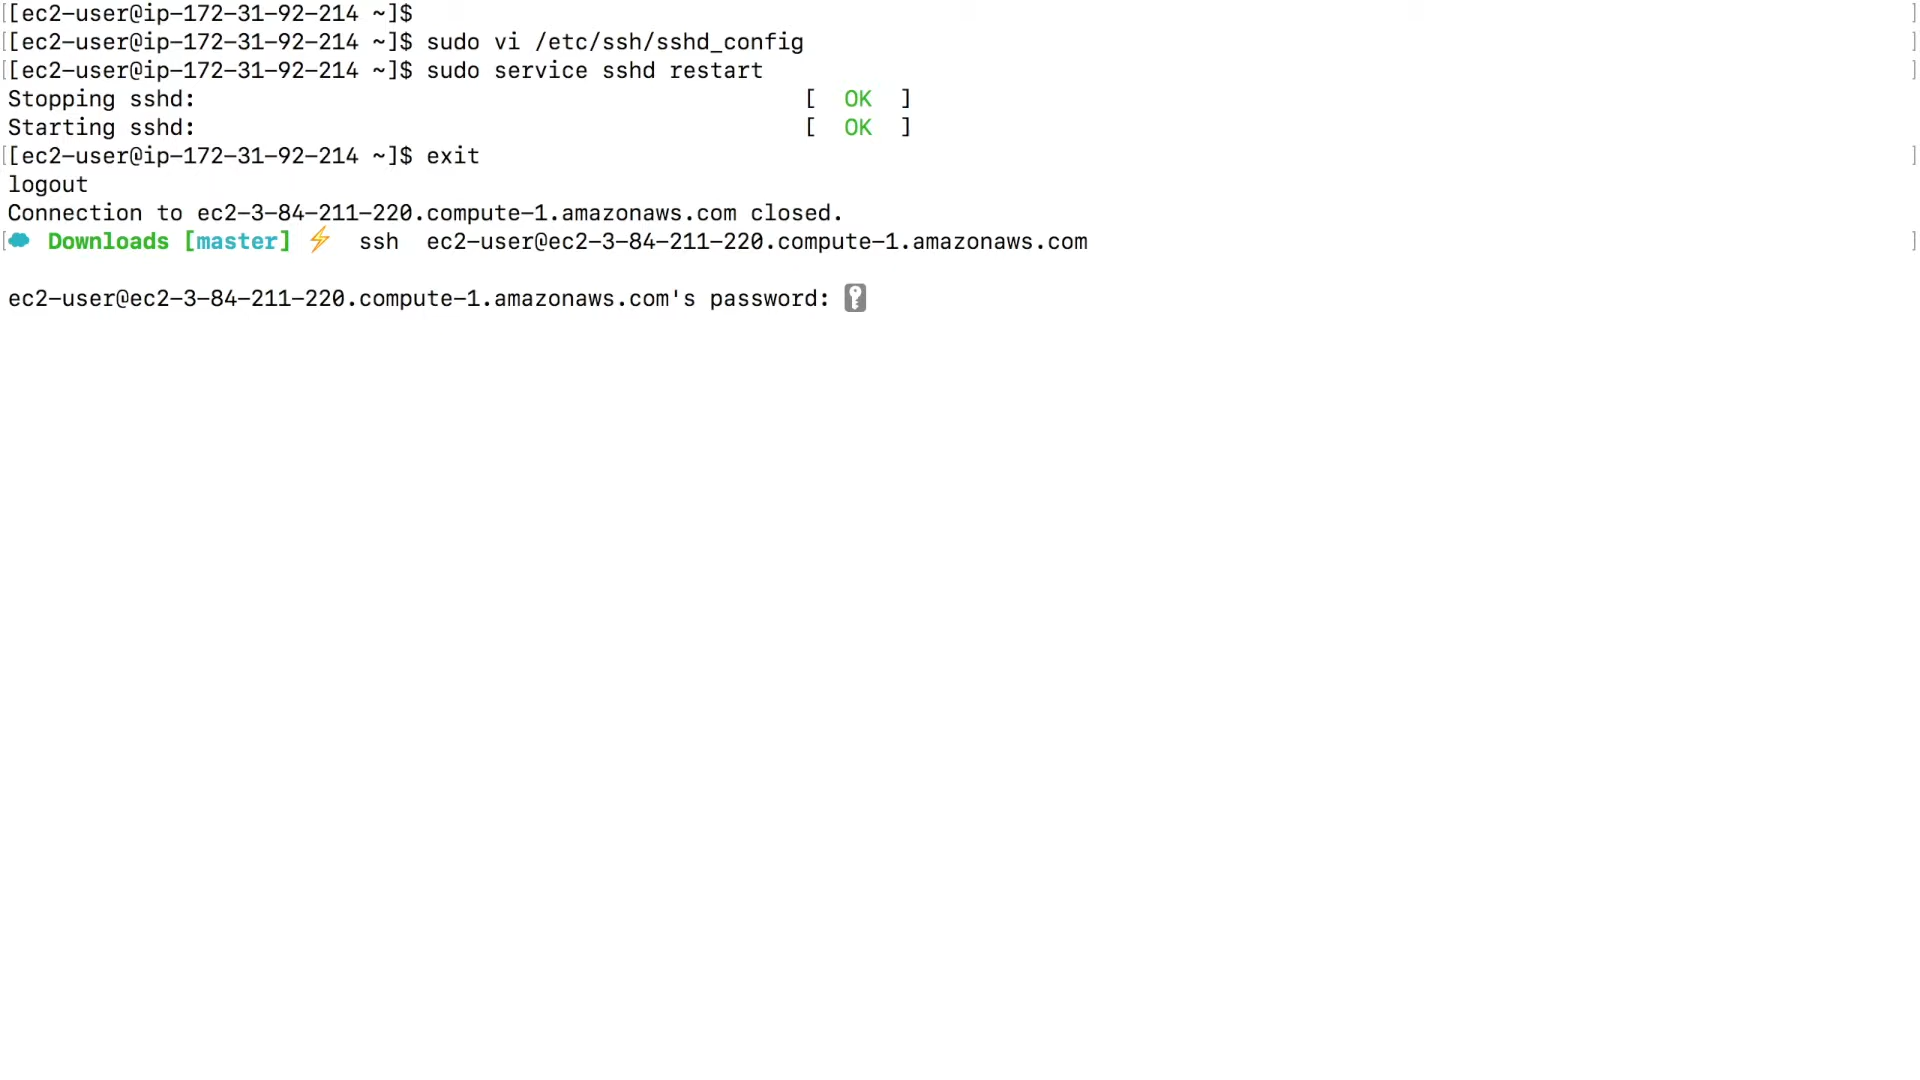 [[ec2-user@ip-172-31-92-214 ~]$ ]
[[ec2-user@ip-172-31-92-214 ~]$ sudo vi /etc/ssh/sshd_config ]
[[ec2-user@ip-172-31-92-214 ~]$ sudo service sshd restart ]
Stopping sshd: [ OK ]
Starting sshd: [ OK ]
[[ec2-user@ip-172-31-92-214 ~]$ exit ]
logout
Connection to ec2-3-84-211-220.compute-1.amazonaws.com closed.
[☁ Downloads [master] ⚡ ssh ec2-user@ec2-3-84-211-220.compute-1.amazonaws.com ]
ec2-user@ec2-3-84-211-220.compute-1.amazonaws.com's password: